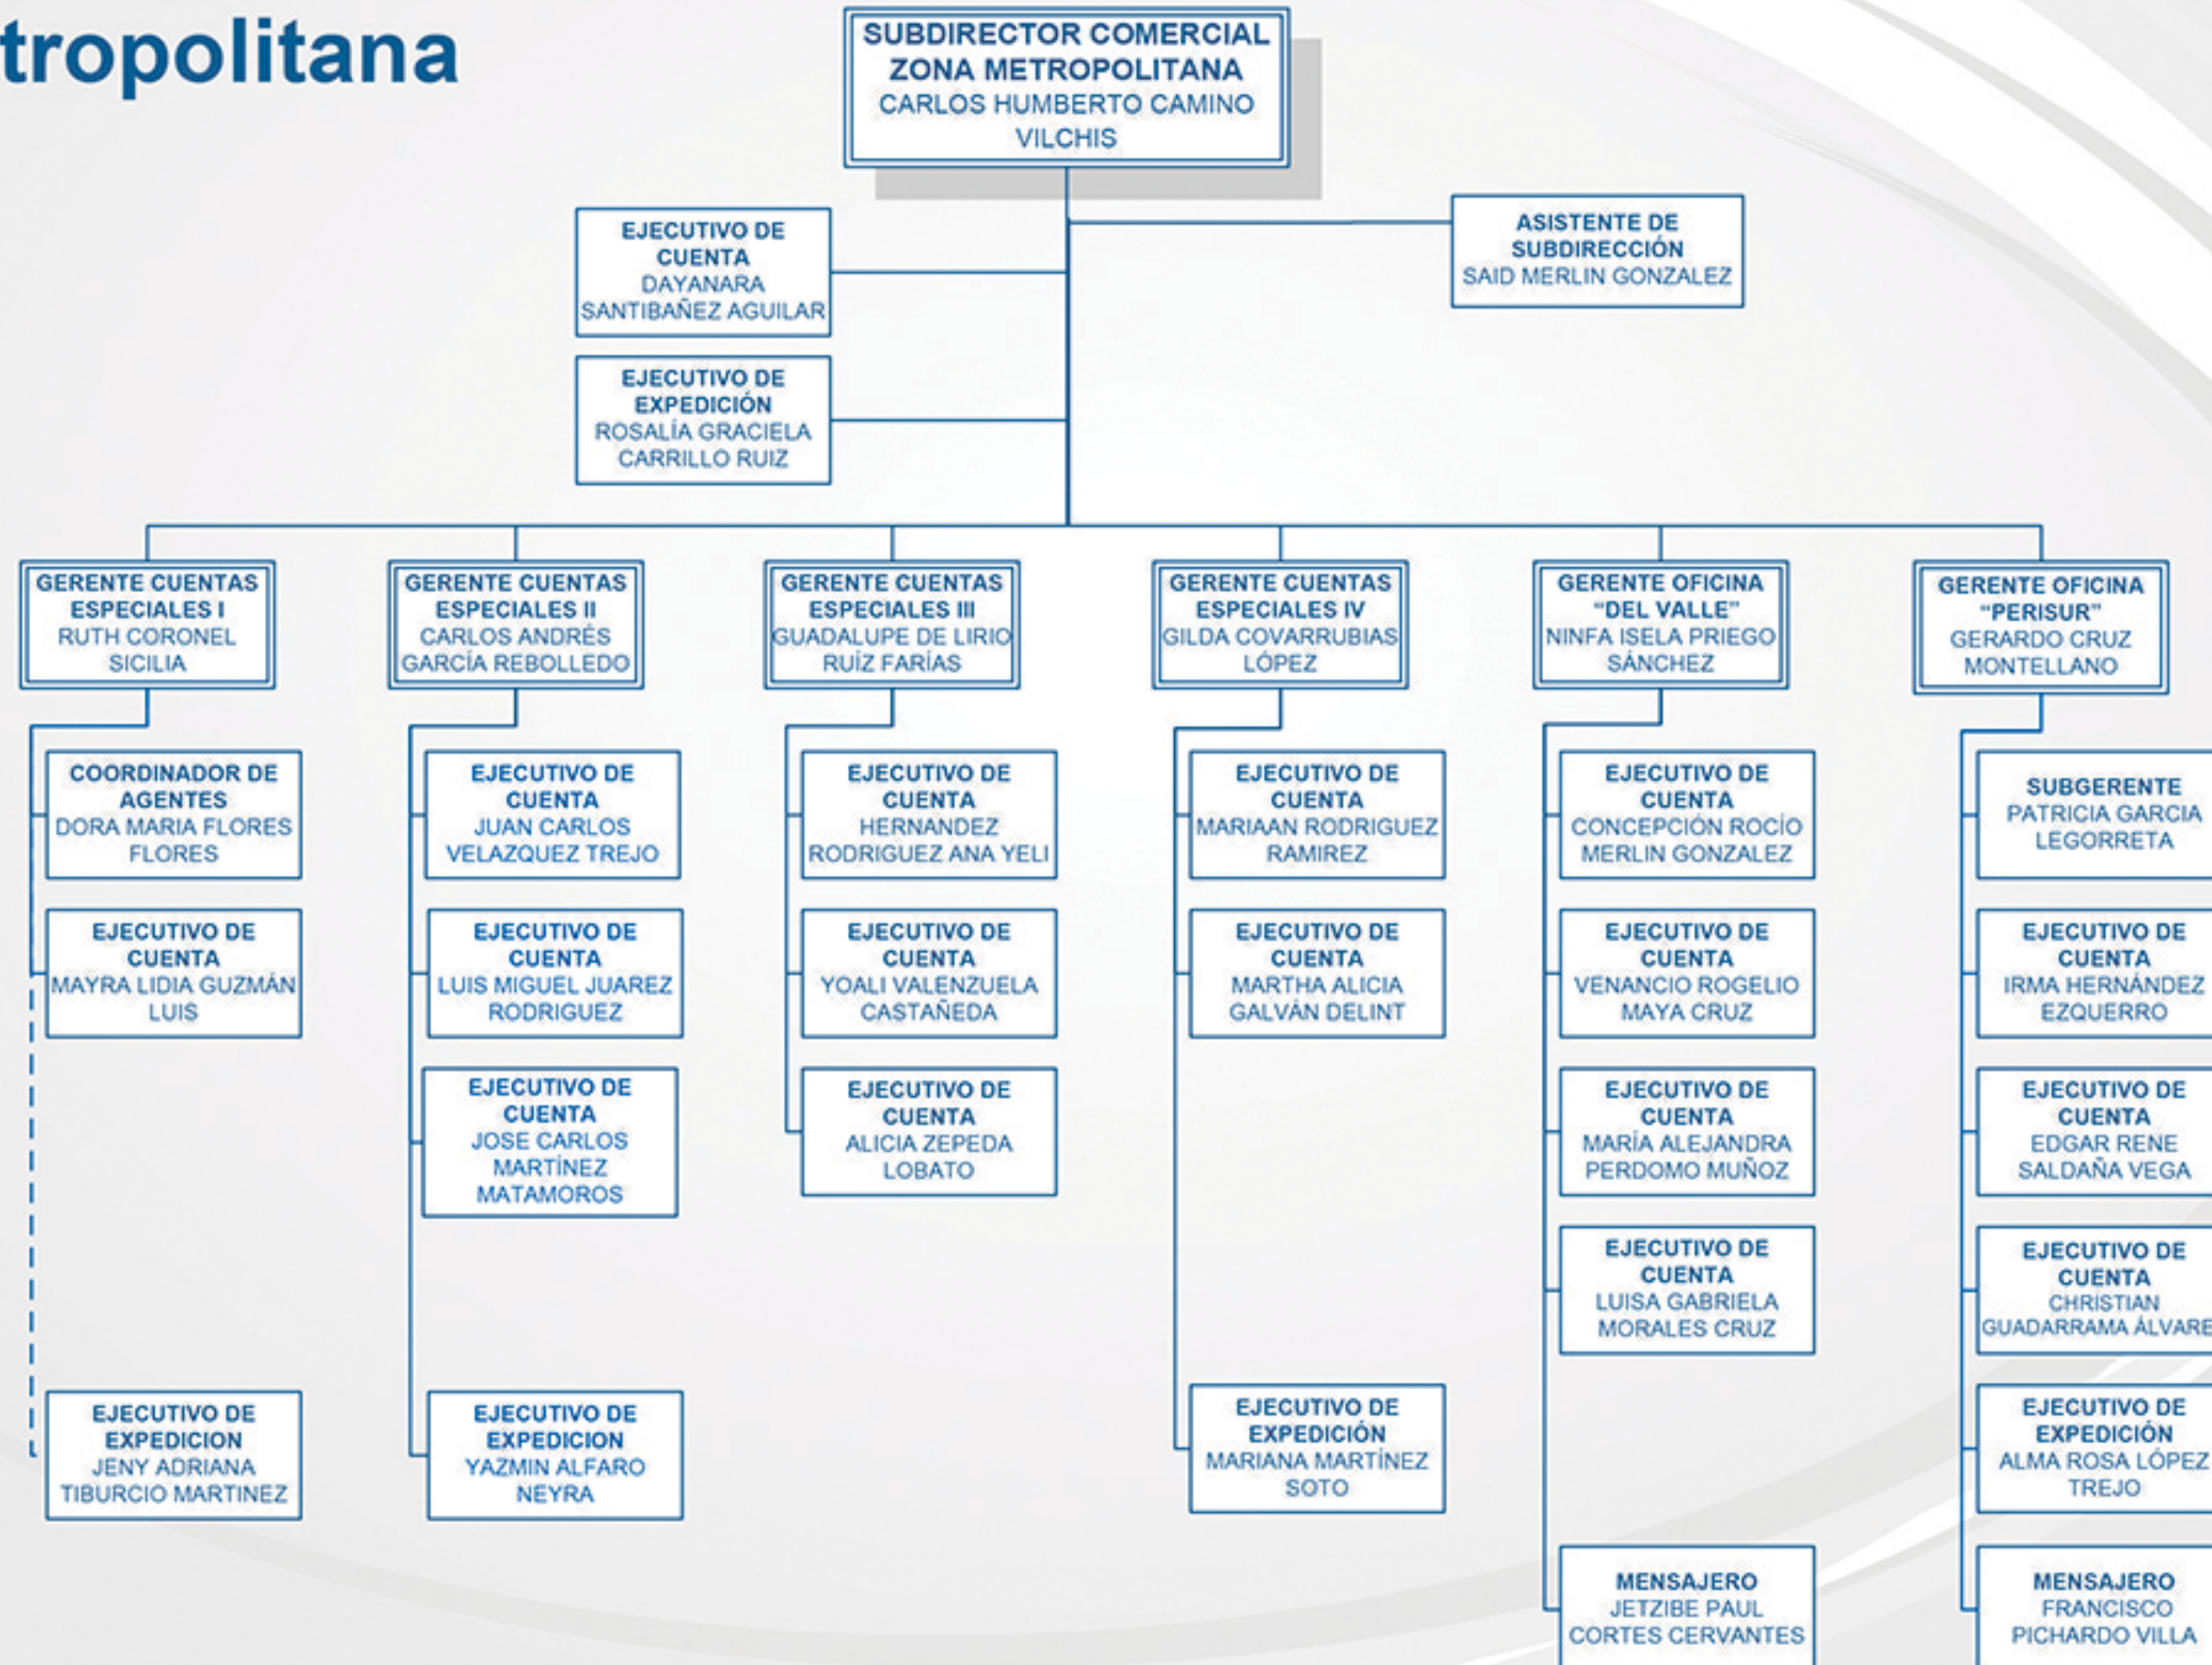 tropolitana
SUBDIRECTOR COMERCIAL
ZONA METROPOLITANA
CARLOS HUMBERTO CAMINO
VILCHIS
EJECUTIVO DE
CUENTA
DAYANARA
SANTIBAÑEZ AGUILAR
ASISTENTE DE
SUBDIRECCIÓN
SAID MERLIN GONZALEZ
EJECUTIVO DE
EXPEDICIÓN
ROSALÍA GRACIELA
CARRILLO RUIZ
GERENTE CUENTAS
ESPECIALES I
RUTH CORONEL
SICILIA
COORDINADOR DE
AGENTES
DORA MARIA FLORES
FLORES
EJECUTIVO DE
CUENTA
MAYRA LIDIA GUZMÁN
LUIS
EJECUTIVO DE
EXPEDICION
JENY ADRIANA
TIBURCIO MARTINEZ
GERENTE CUENTAS
ESPECIALES II
CARLOS ANDRÉS
GARCÍA REBOLLEDO
EJECUTIVO DE
CUENTA
JUAN CARLOS
VELAZQUEZ TREJO
EJECUTIVO DE
CUENTA
LUIS MIGUEL JUAREZ
RODRIGUEZ
EJECUTIVO DE
CUENTA
JOSE CARLOS
MARTÍNEZ
MATAMOROS
EJECUTIVO DE
EXPEDICION
YAZMIN ALFARO
NEYRA
GERENTE CUENTAS
ESPECIALES III
GUADALUPE DE LIRIO
RUÍZ FARÍAS
EJECUTIVO DE
CUENTA
HERNANDEZ
RODRIGUEZ ANA YELI
EJECUTIVO DE
CUENTA
YOALI VALENZUELA
CASTAÑEDA
EJECUTIVO DE
CUENTA
ALICIA ZEPEDA
LOBATO
GERENTE CUENTAS
ESPECIALES IV
GILDA COVARRUBIAS
LÓPEZ
EJECUTIVO DE
CUENTA
MARIAAN RODRIGUEZ
RAMIREZ
EJECUTIVO DE
CUENTA
MARTHA ALICIA
GALVÁN DELINT
EJECUTIVO DE
EXPEDICIÓN
MARIANA MARTÍNEZ
SOTO
GERENTE OFICINA
“DEL VALLE”
NINFA ISELA PRIEGO
SÁNCHEZ
EJECUTIVO DE
CUENTA
CONCEPCIÓN ROCÍO
MERLIN GONZALEZ
EJECUTIVO DE
CUENTA
VENANCIO ROGELIO
MAYA CRUZ
EJECUTIVO DE
CUENTA
MARÍA ALEJANDRA
PERDOMO MUÑOZ
EJECUTIVO DE
CUENTA
LUISA GABRIELA
MORALES CRUZ
MENSAJERO
JETZIBE PAUL
CORTES CERVANTES
GERENTE OFICINA
“PERISUR”
GERARDO CRUZ
MONTELLANO
SUBGERENTE
PATRICIA GARCIA
LEGORRETA
EJECUTIVO DE
CUENTA
IRMA HERNÁNDEZ
EZQUERRO
EJECUTIVO DE
CUENTA
EDGAR RENE
SALDAÑA VEGA
EJECUTIVO DE
CUENTA
CHRISTIAN
GUADARRAMA ÁLVARE
EJECUTIVO DE
EXPEDICIÓN
ALMA ROSA LÓPEZ
TREJO
MENSAJERO
FRANCISCO
PICHARDO VILLA